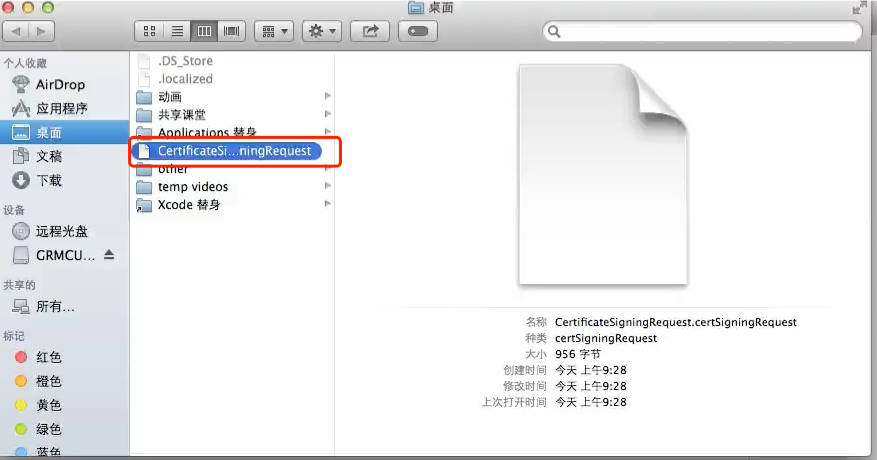 桌面
个人收藏
AirDrop
应用程序
桌面
文稿
下载
设备
远程光盘
GRMCU...
共享的
所有...
标记
红色
橙色
黄色
绿色
蓝色
.DS_Store
.localized
动画
共享课堂
Applications 替身
CertificateSi...ningRequest
other
temp videos
Xcode 替身
名称 CertificateSigningRequest.certSigningRequest
种类 certSigningRequest
大小 956 字节
创建时间 今天 上午9:28
修改时间 今天 上午9:28
上次打开时间 今天 上午9:28